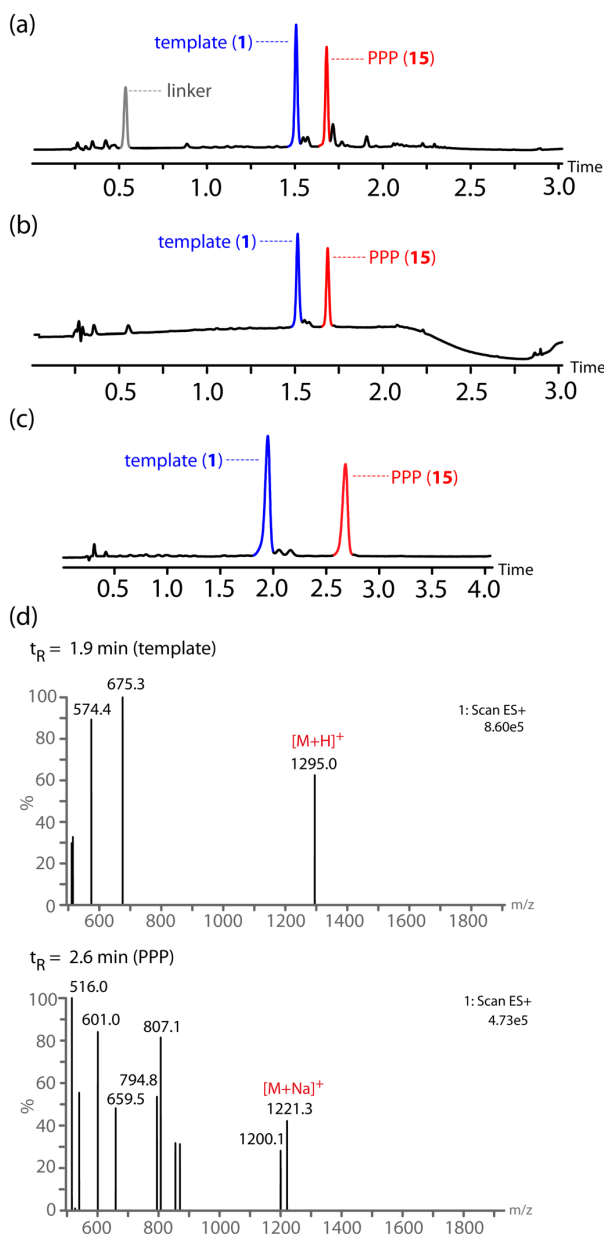 (a)
template (1)
PPP (15)
linker
Time
0.5 1.0 1.5 2.0 2.5 3.0
(b)
template (1)
PPP (15)
Time
0.5 1.0 1.5 2.0 2.5 3.0
(c)
template (1)
PPP (15)
Time
0.5 1.0 1.5 2.0 2.5 3.0 3.5 4.0
(d)
tR = 1.9 min (template)
100
675.3
574.4
1: Scan ES+
8.60e5
[M+H]+
1295.0
80
60
%
40
20
0
600 800 1000 1200 1400 1600 1800 m/z
tR = 2.6 min (PPP)
516.0
100
601.0
807.1
1: Scan ES+
4.73e5
80
794.8
659.5
[M+Na]+
1221.3
1200.1
60
%
40
20
0
600 800 1000 1200 1400 1600 1800 m/z